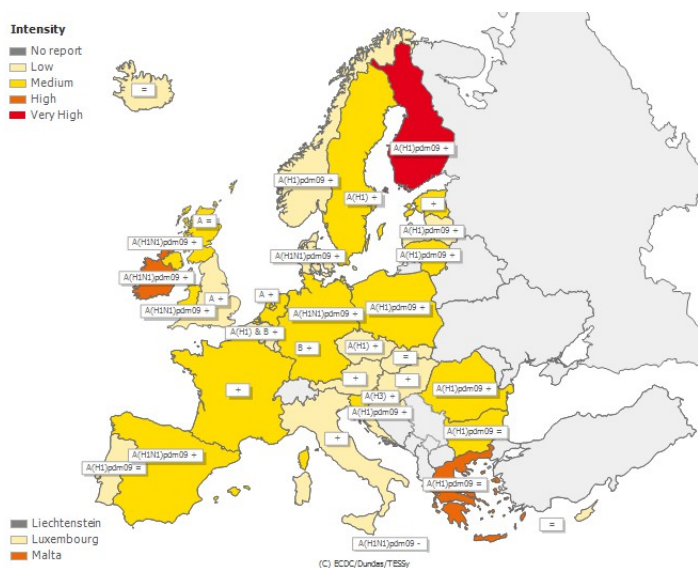 Intensity
No report
Low
Medium
High
Very High
=
A(H1)pdm09 +
A(H1)pdm09 +
A(H1) +
+
A =
A(H1)pdm09 +
A(H1N1)pdm09 +
A(H1N1)pdm09 +
A(H1)pdm09 +
A(H1N1)pdm09 +
A +
A +
A(H1N1)pdm09 +
A(H1)pdm09 +
A(H1N1)pdm09 +
A(H1) & B +
A(H1) +
B +
=
+
+
+
A(H3) +
A(H1)pdm09 +
A(H1N1)pdm09 +
A(H1)pdm09 =
+
A(H1N1)pdm09 +
A(H1)pdm09 =
A(H1)pdm09 =
Liechtenstein
Luxembourg
Malta
=
A(H1N1)pdm09 -
(C) ECDC/Dundas/TESSy